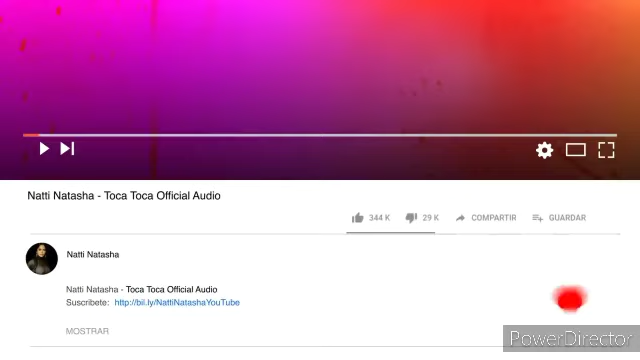 Natti Natasha - Toca Toca Official Audio
344 K 29 K COMPARTIR GUARDAR
Natti Natasha
Natti Natasha - Toca Toca Official Audio
Suscribete: http://bil.ly/NattiNatashaYouTube
MOSTRAR
PowerDirector